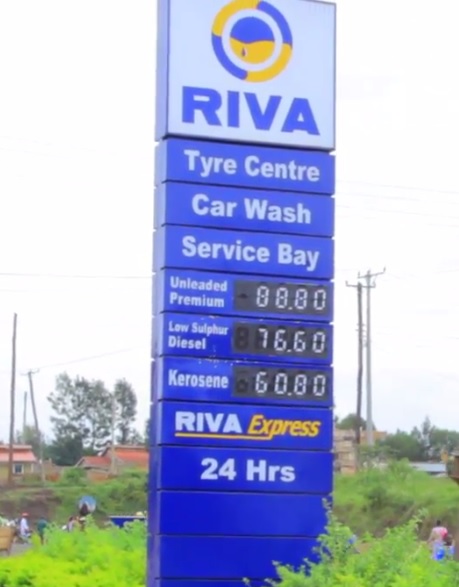 RIVA
Tyre Centre
Car Wash
Service Bay
Unleaded
Premium 88.80
Low Sulphur
Diesel 76.60
Kerosene 60.80
RIVA Express
24 Hrs